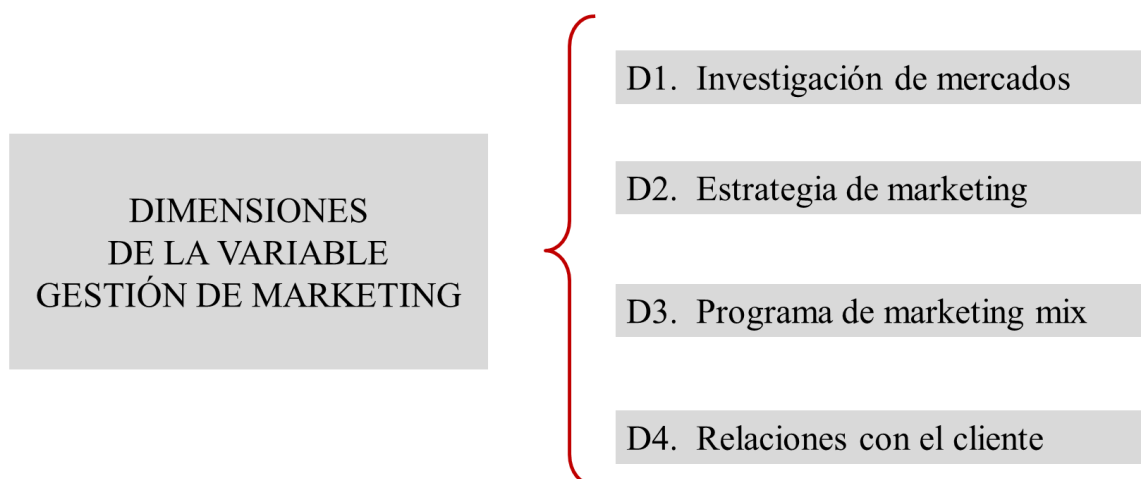 DIMENSIONES
DE LA VARIABLE
GESTIÓN DE MARKETING
D1. Investigación de mercados
D2. Estrategia de marketing
D3. Programa de marketing mix
D4. Relaciones con el cliente